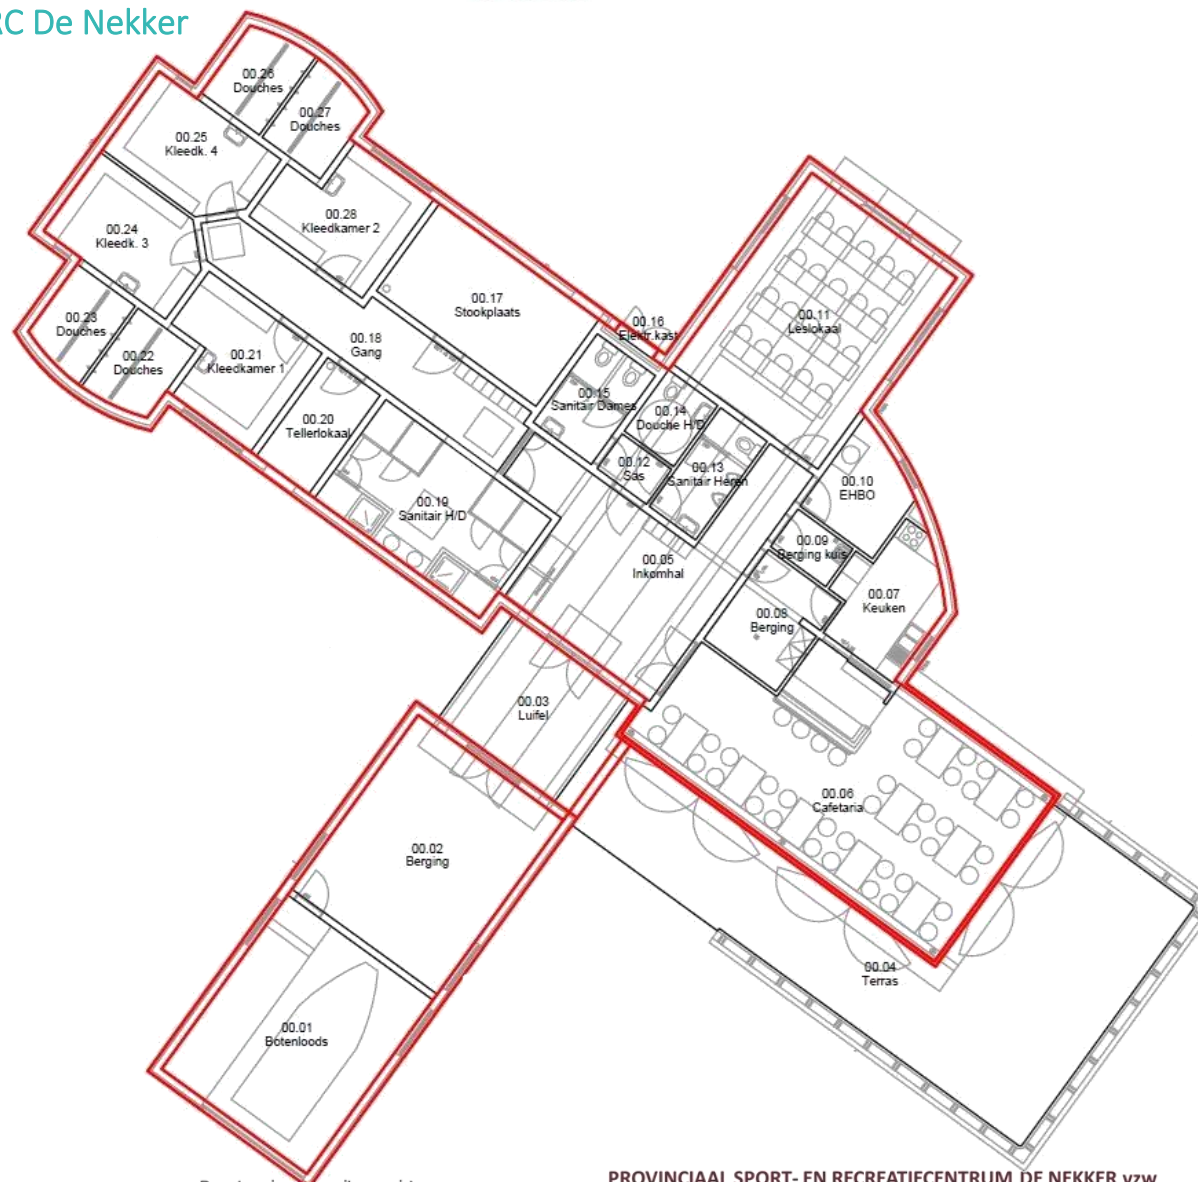 RC De Nekker
00.26
Douches
00.27
Douches
00.25
Kleedk. 4
00.28
Kleedkamer 2
00.24
Kleedk. 3
00.17
Stookplaats
00.16
Elektr.kast
00.11
Leslokaal
00.23
Douches
00.22
Douches
00.21
Kleedkamer 1
00.18
Gang
00.15
Sanitair Dames
00.14
Douche H/D
00.20
Tellerlokaal
00.12
Sas
00.13
Sanitair Heren
00.10
EHBO
00.19
Sanitair H/D
00.09
Berging kuis
00.05
Inkomhal
00.07
Keuken
00.08
Berging
00.03
Luifel
00.06
Cafetaria
00.02
Berging
00.04
Terras
00.01
Botenloods
PROVINCIAAL SPORT- EN RECREATIECENTRUM DE NEKKER vzw